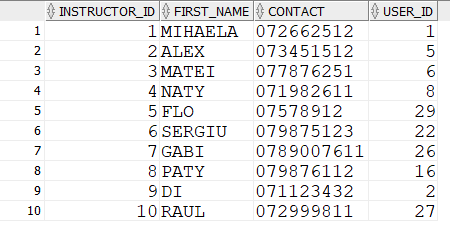 INSTRUCTOR_ID FIRST_NAME CONTACT USER_ID
1 1 MIHAELA 072662512 1
2 2 ALEX 073451512 5
3 3 MATEI 077876251 6
4 4 NATY 071982611 8
5 5 FLO 07578912 29
6 6 SERGIU 079875123 22
7 7 GABI 0789007611 26
8 8 PATY 079876112 16
9 9 DI 071123432 2
10 10 RAUL 072999811 27